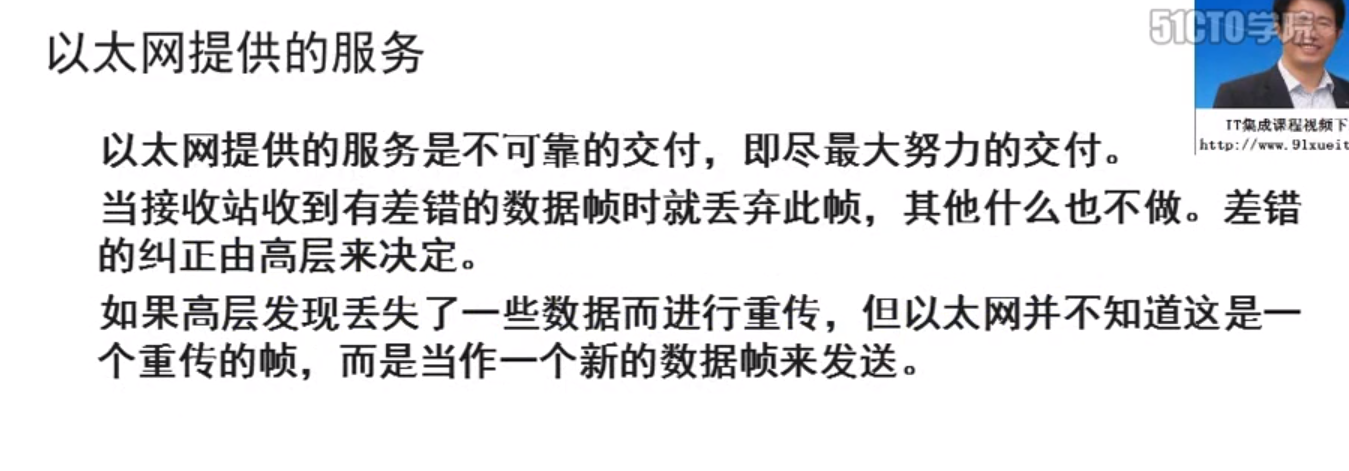 51CTO学院
以太网提供的服务
IT集成课程视频下
http://www.91xueit
以太网提供的服务是不可靠的交付，即尽最大努力的交付。
当接收站收到有差错的数据帧时就丢弃此帧，其他什么也不做。差错
的纠正由高层来决定。
如果高层发现丢失了一些数据而进行重传，但以太网并不知道这是一
个重传的帧，而是当作一个新的数据帧来发送。